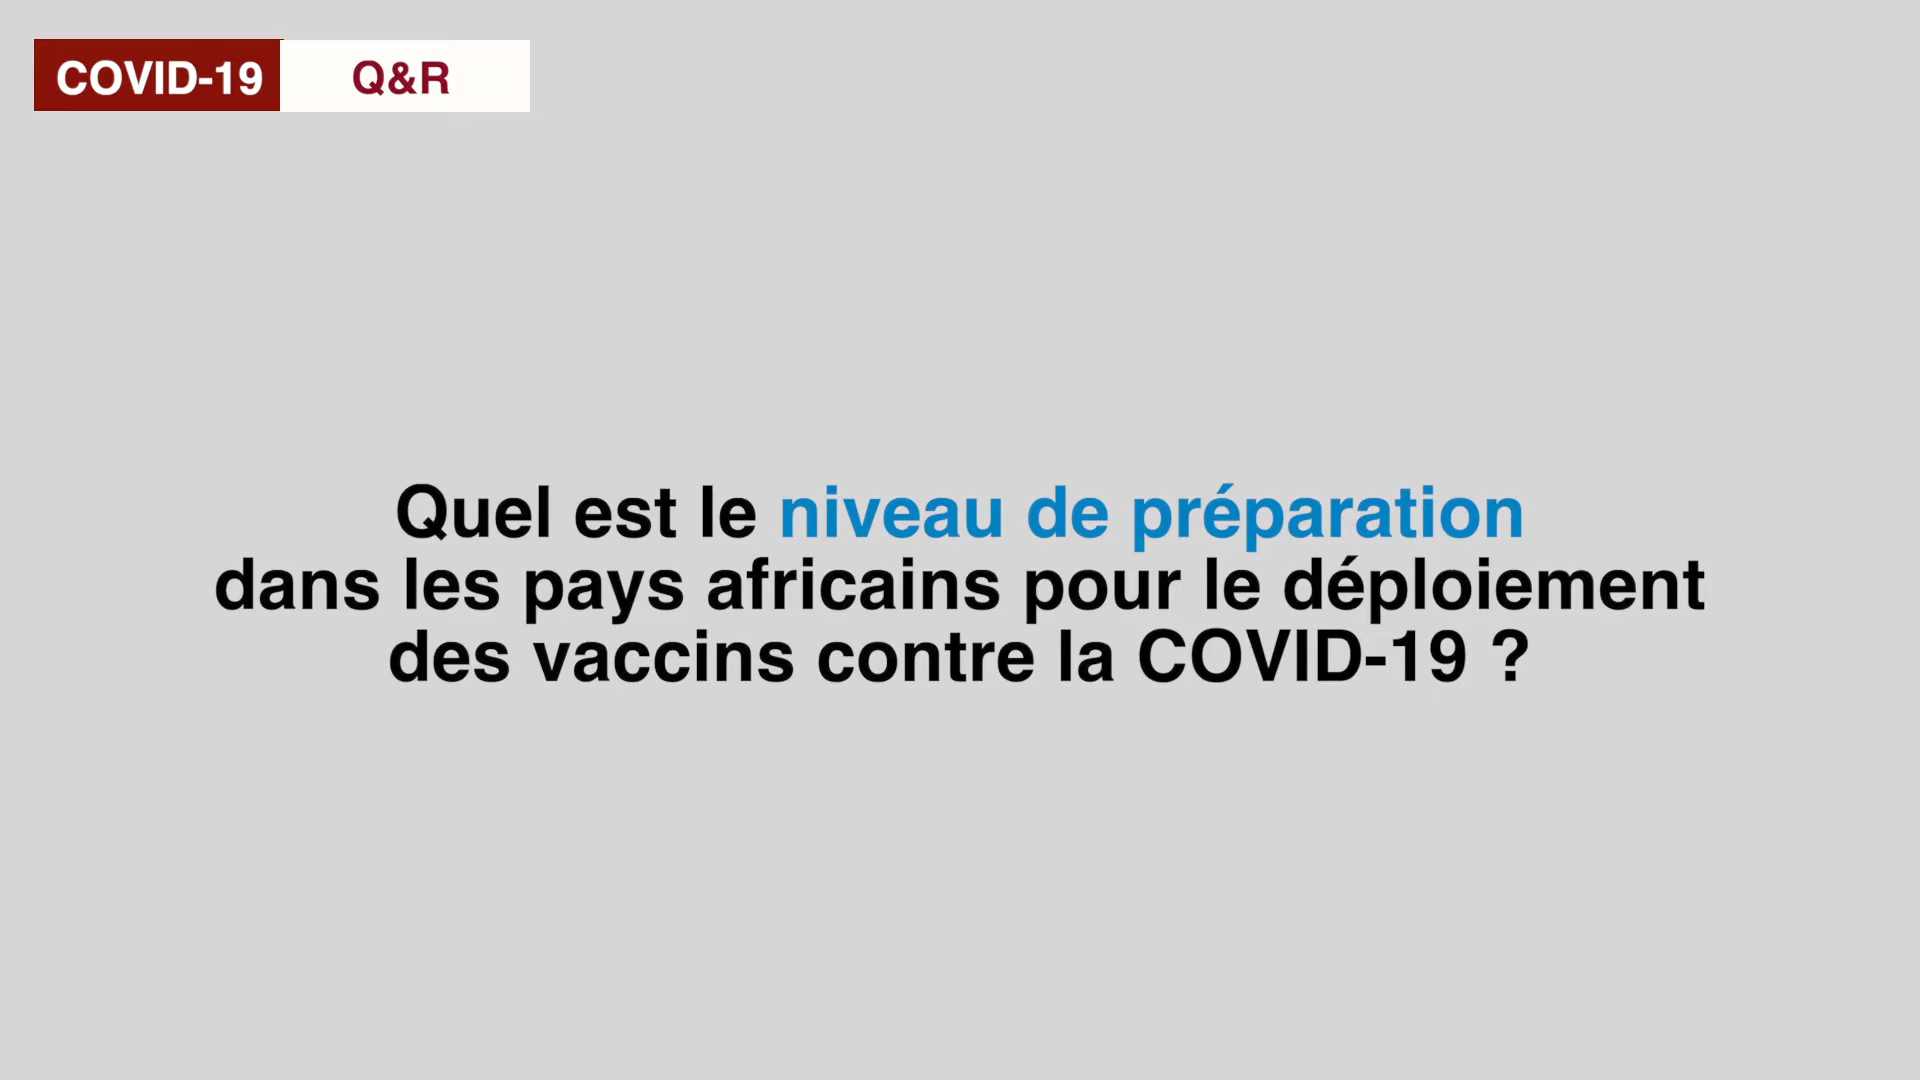 COVID-19 Q&R
Quel est le niveau de préparation
dans les pays africains pour le déploiement
des vaccins contre la COVID-19 ?